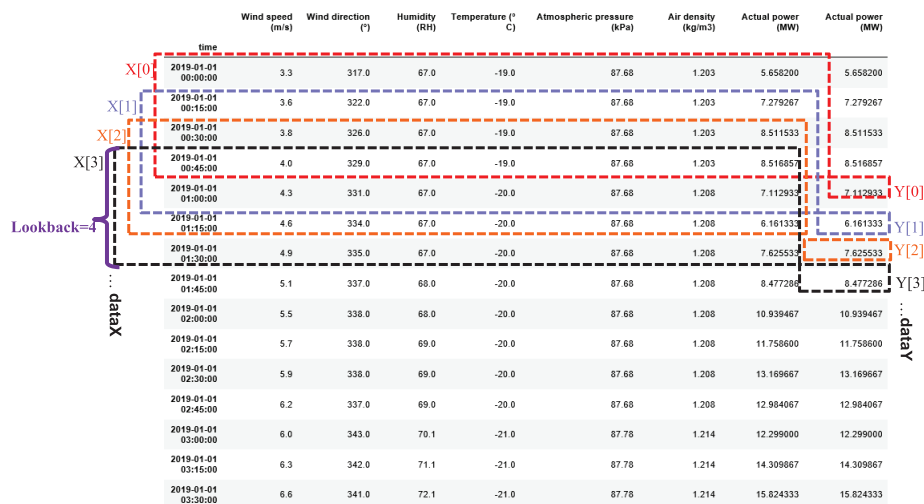 Wind speed (m/s) Wind direction (°) Humidity (RH) Temperature (° C) Atmospheric pressure (kPa) Air density (kg/m3) Actual power (MW) Actual power (MW)
time
X[0] 2019-01-01 00:00:00 3.3 317.0 67.0 -19.0 87.68 1.203 5.658200 5.658200
X[1] 2019-01-01 00:15:00 3.6 322.0 67.0 -19.0 87.68 1.203 7.279267 7.279267
X[2] 2019-01-01 00:30:00 3.8 326.0 67.0 -19.0 87.68 1.203 8.511533 8.511533
X[3] 2019-01-01 00:45:00 4.0 329.0 67.0 -19.0 87.68 1.203 8.516857 8.516857
2019-01-01 01:00:00 4.3 331.0 67.0 -20.0 87.68 1.208 7.112933 7.112933 Y[0]
Lookback=4 2019-01-01 01:15:00 4.6 334.0 67.0 -20.0 87.68 1.208 6.161333 6.161333 Y[1]
2019-01-01 01:30:00 4.9 335.0 67.0 -20.0 87.68 1.208 7.625533 7.625533 Y[2]
2019-01-01 01:45:00 5.1 337.0 68.0 -20.0 87.68 1.208 8.477286 8.477286 Y[3]
...dataX 2019-01-01 02:00:00 5.5 338.0 68.0 -20.0 87.68 1.208 10.939467 10.939467 ...dataY
2019-01-01 02:15:00 5.7 338.0 69.0 -20.0 87.68 1.208 11.758600 11.758600
2019-01-01 02:30:00 5.9 338.0 69.0 -20.0 87.68 1.208 13.169667 13.169667
2019-01-01 02:45:00 6.2 337.0 69.0 -20.0 87.68 1.208 12.984067 12.984067
2019-01-01 03:00:00 6.0 343.0 70.1 -21.0 87.78 1.214 12.299000 12.299000
2019-01-01 03:15:00 6.3 342.0 71.1 -21.0 87.78 1.214 14.309867 14.309867
2019-01-01 03:30:00 6.6 341.0 72.1 -21.0 87.78 1.214 15.824333 15.824333